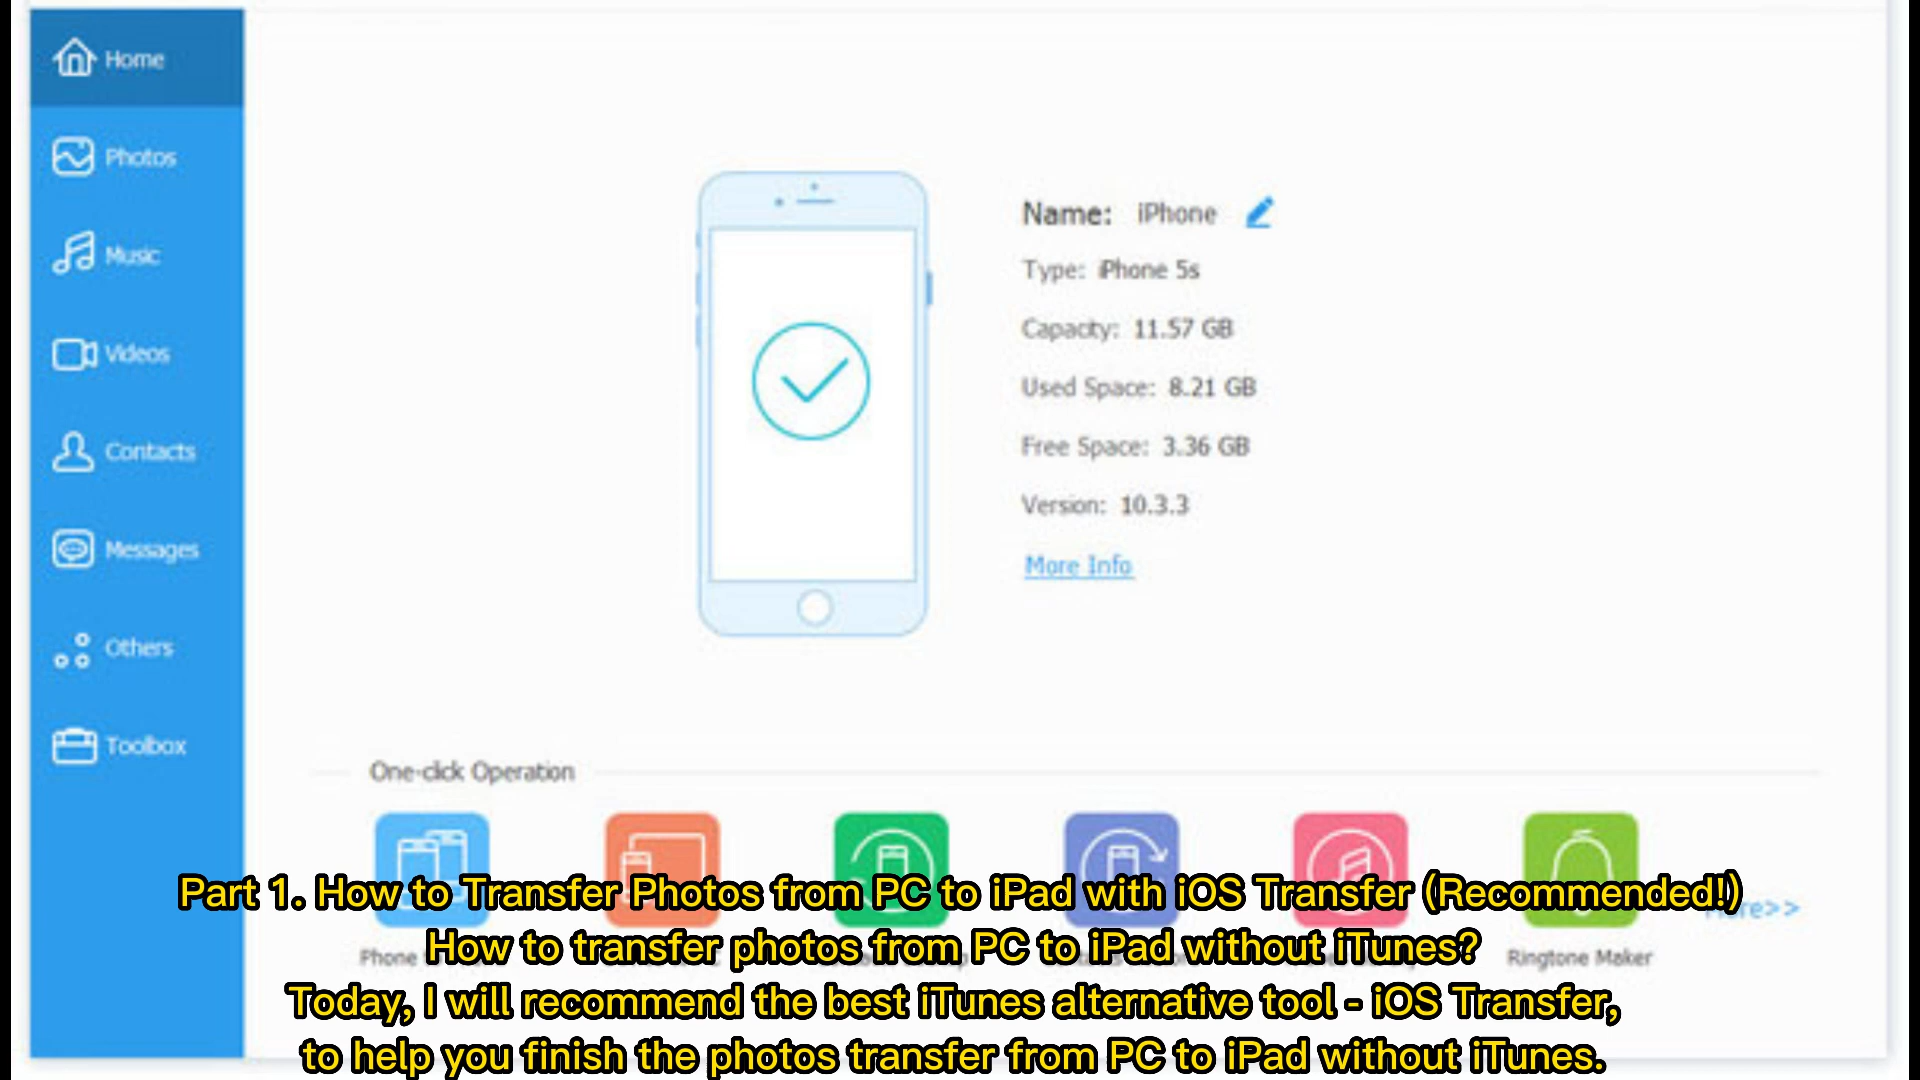 Home
Photos
Music
Videos
Contacts
Messages
Others
Toolbox
Name: iPhone
Type: iPhone 5s
Capacity: 11.57 GB
Used Space: 8.21 GB
Free Space: 3.36 GB
Version: 10.3.3
More Info
One-click Operation
Phone
Ringtone Maker
Part 1. How to Transfer Photos from PC to iPad with iOS Transfer (Recommended!)
How to transfer photos from PC to iPad without iTunes?
Today, I will recommend the best iTunes alternative tool - iOS Transfer,
to help you finish the photos transfer from PC to iPad without iTunes.